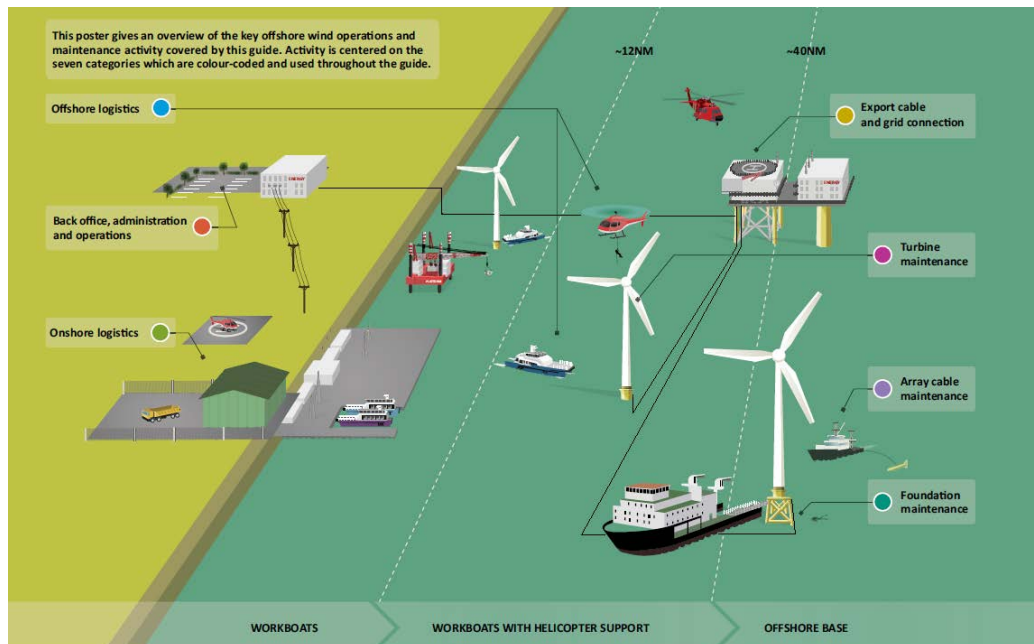 This poster gives an overview of the key offshore wind operations and
maintenance activity covered by this guide. Activity is centered on the
seven categories which are colour-coded and used throughout the guide.
~12NM
~40NM
Offshore logistics
Export cable
and grid connection
Back office, administration
and operations
Turbine
maintenance
Onshore logistics
Array cable
maintenance
Foundation
maintenance
WORKBOATS
WORKBOATS WITH HELICOPTER SUPPORT
OFFSHORE BASE